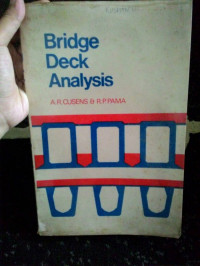 Bridge
Deck
Analysis
A.R.CUSENS & R.P.PAMA